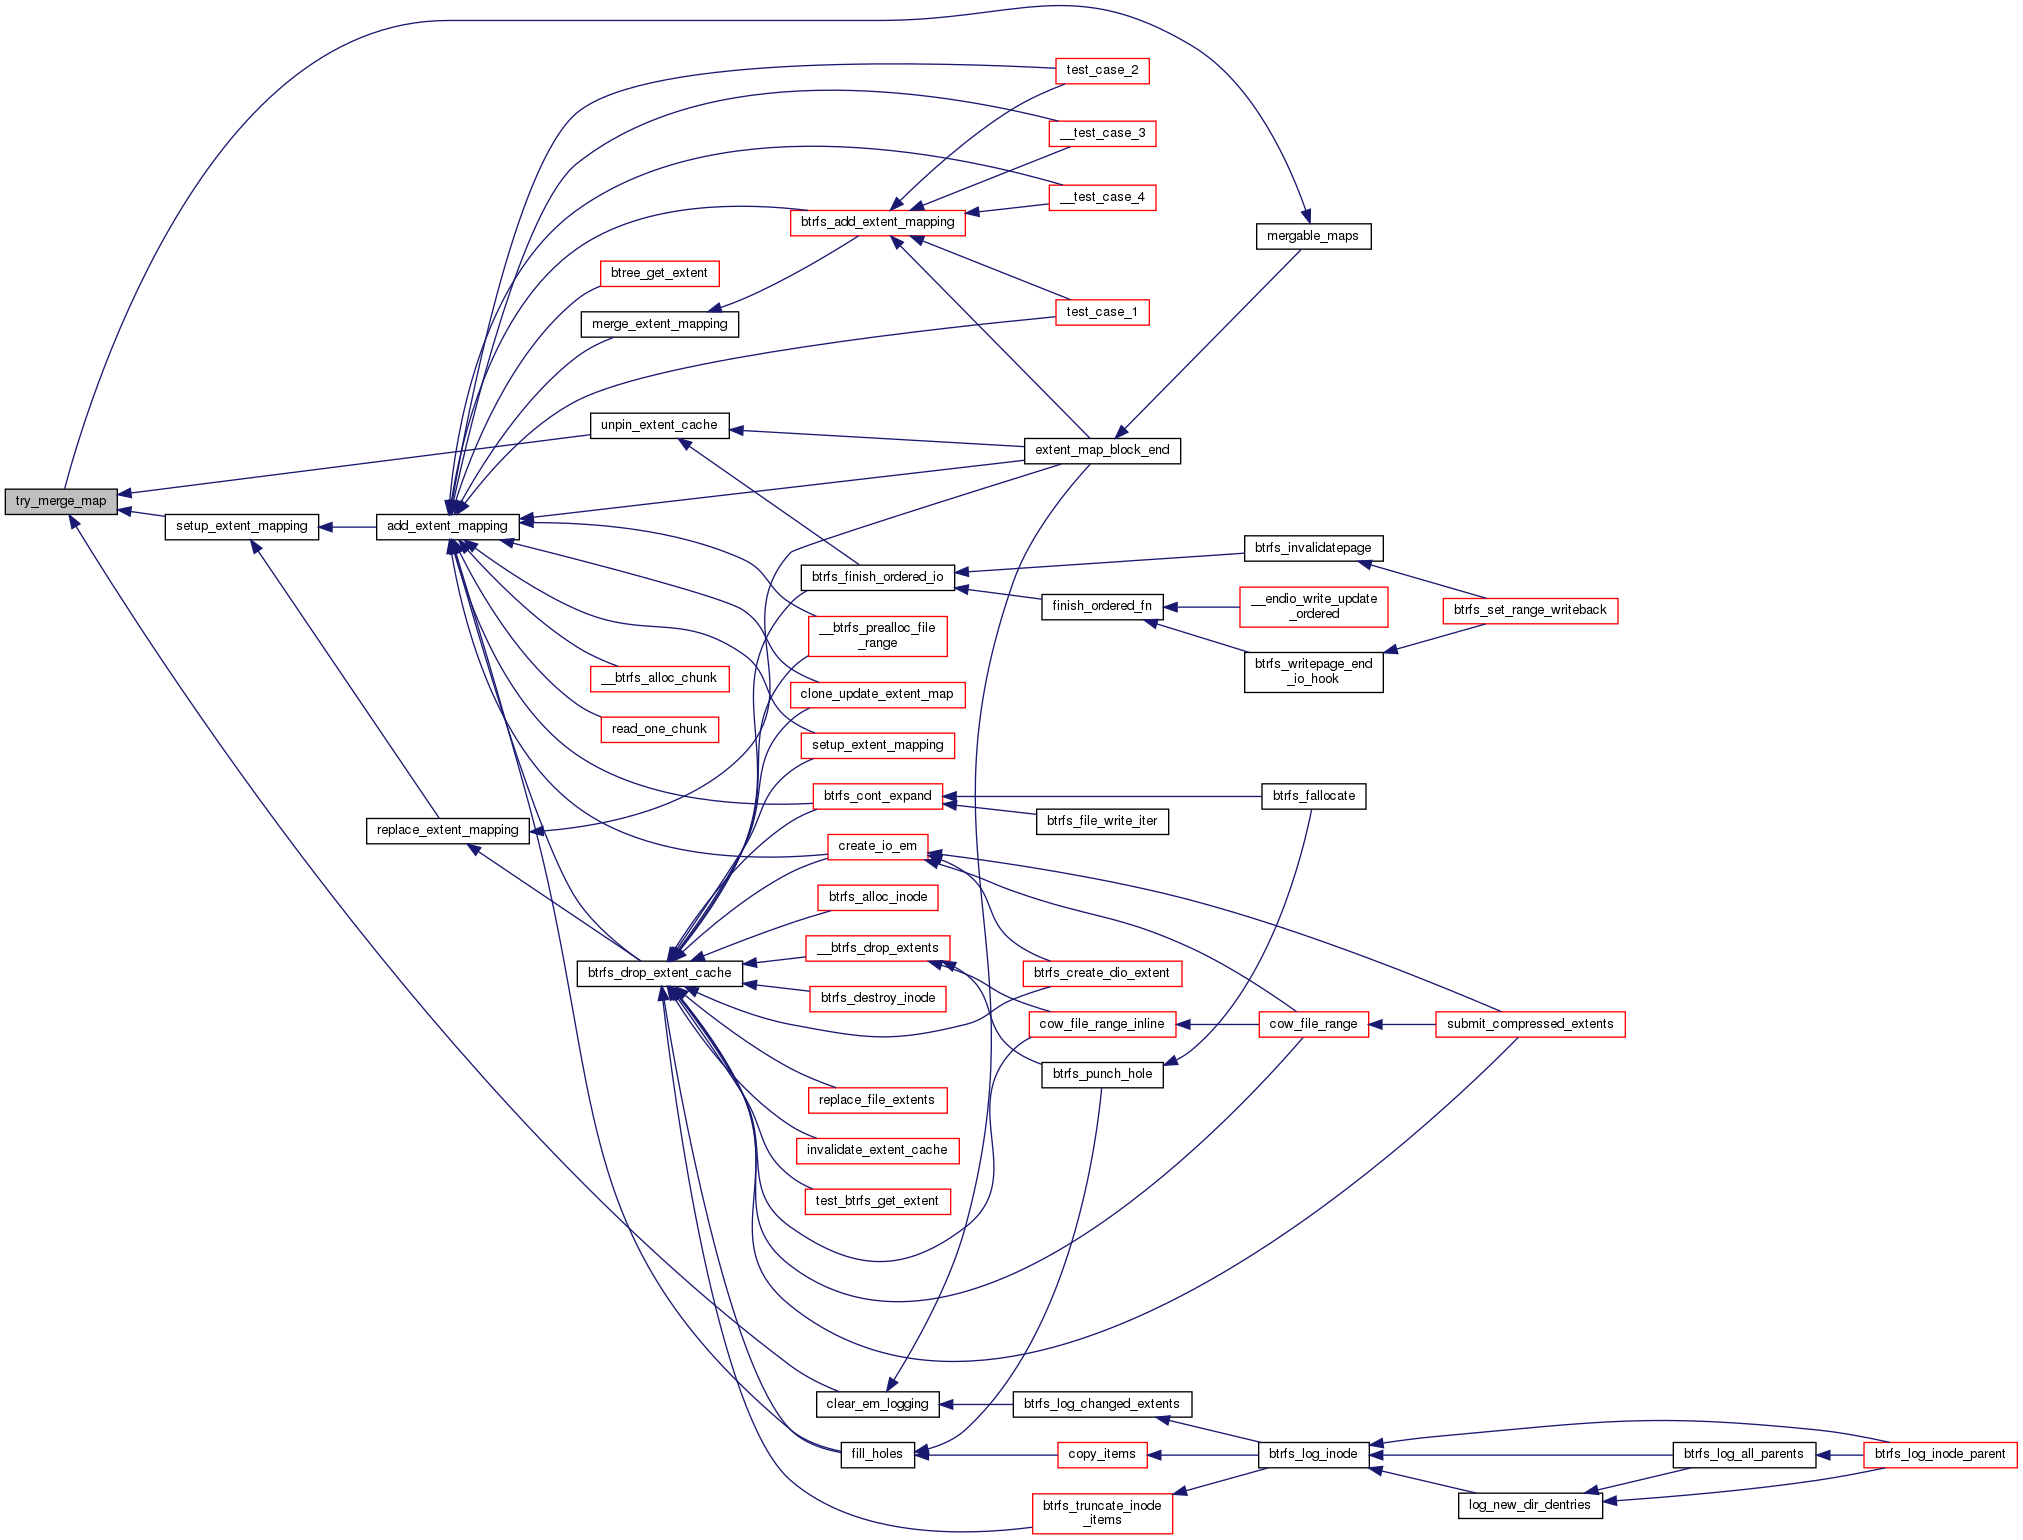 test_case_2
__test_case_3
__test_case_4
btrfs_add_extent_mapping
mergable_maps
btree_get_extent
test_case_1
merge_extent_mapping
unpin_extent_cache
extent_map_block_end
try_merge_map
setup_extent_mapping
add_extent_mapping
btrfs_invalidatepage
btrfs_finish_ordered_io
finish_ordered_fn
__endio_write_update
_ordered
btrfs_set_range_writeback
__btrfs_prealloc_file
_range
btrfs_writepage_end
_io_hook
__btrfs_alloc_chunk
clone_update_extent_map
read_one_chunk
setup_extent_mapping
btrfs_cont_expand
btrfs_fallocate
btrfs_file_write_iter
replace_extent_mapping
create_io_em
btrfs_alloc_inode
__btrfs_drop_extents
btrfs_drop_extent_cache
btrfs_create_dio_extent
btrfs_destroy_inode
cow_file_range_inline
cow_file_range
submit_compressed_extents
btrfs_punch_hole
replace_file_extents
invalidate_extent_cache
test_btrfs_get_extent
clear_em_logging
btrfs_log_changed_extents
fill_holes
copy_items
btrfs_log_inode
btrfs_log_all_parents
btrfs_log_inode_parent
btrfs_truncate_inode
_items
log_new_dir_dentries